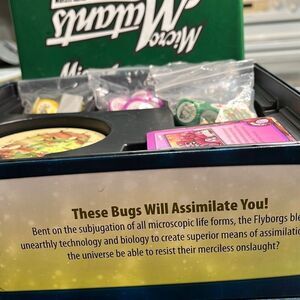 Micro
Mutants
These Bugs Will Assimilate You!
Bent on the subjugation of all microscopic life forms, the Flyborgs ble
unearthly technology and biology to create superior means of assimilatio
the universe be able to resist their merciless onslaught?